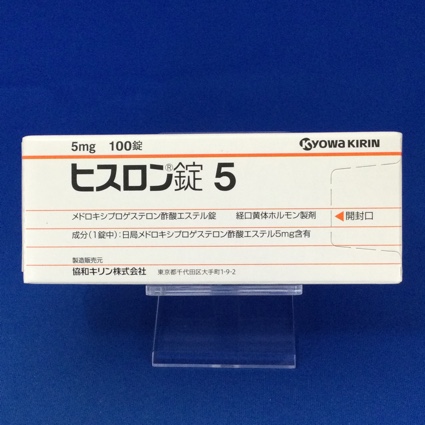 5mg 100錠
KYOWA KIRIN
ヒスロン®錠 5
メドロキシプロゲステロン酢酸エステル錠 経口黄体ホルモン製剤
開封口
成分(1錠中):日局メドロキシプロゲステロン酢酸エステル5mg含有
製造販売元
協和キリン株式会社 東京都千代田区大手町1-9-2